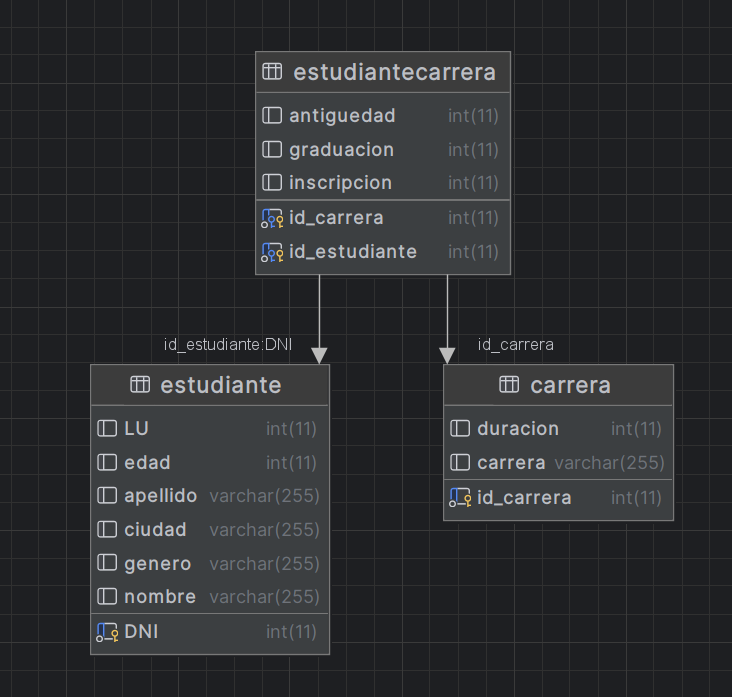 estudiantecarrera
antiguedad int(11)
graduacion int(11)
inscripcion int(11)
id_carrera int(11)
id_estudiante int(11)
id_estudiante:DNI
id_carrera
estudiante
LU int(11)
edad int(11)
apellido varchar(255)
ciudad varchar(255)
genero varchar(255)
nombre varchar(255)
DNI int(11)
carrera
duracion int(11)
carrera varchar(255)
id_carrera int(11)